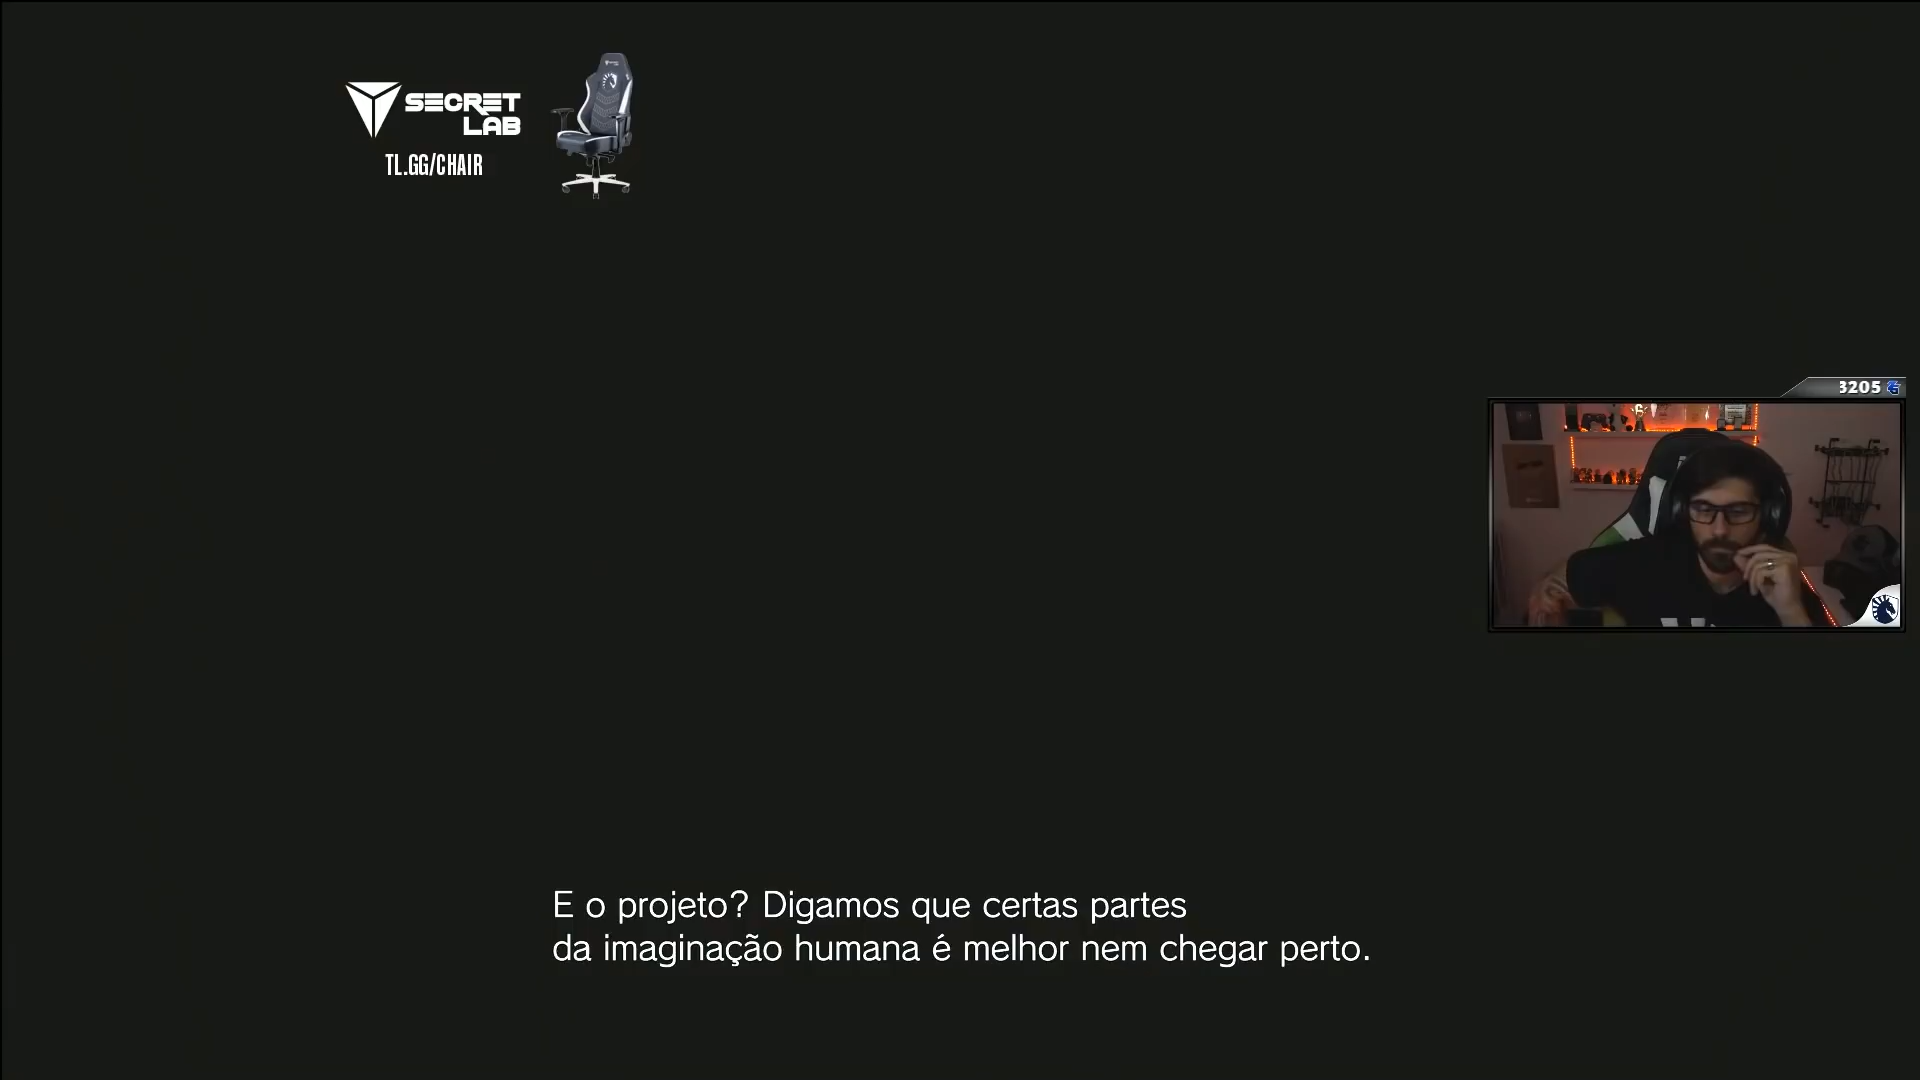 SECRET
LAB
TL.GG/CHAIR
3205
E o projeto? Digamos que certas partes
da imaginação humana é melhor nem chegar perto.